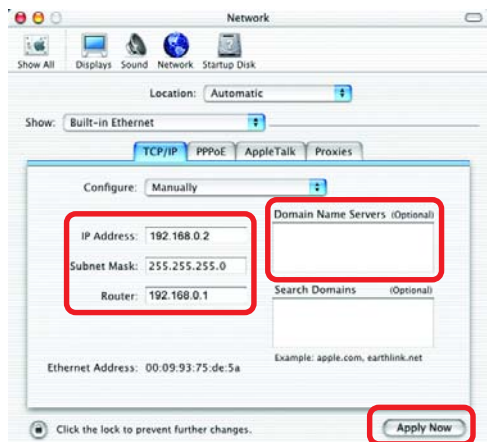 Network
Show All Displays Sound Network Startup Disk
Location: Automatic
Show: Built-in Ethernet
TCP/IP PPPoE AppleTalk Proxies
Configure: Manually
Domain Name Servers (Optional)
IP Address: 192.168.0.2
Subnet Mask: 255.255.255.0
Router: 192.168.0.1
Search Domains (Optional)
Example: apple.com, earthlink.net
Ethernet Address: 00:09:93:75:de:5a
Click the lock to prevent further changes.
Apply Now